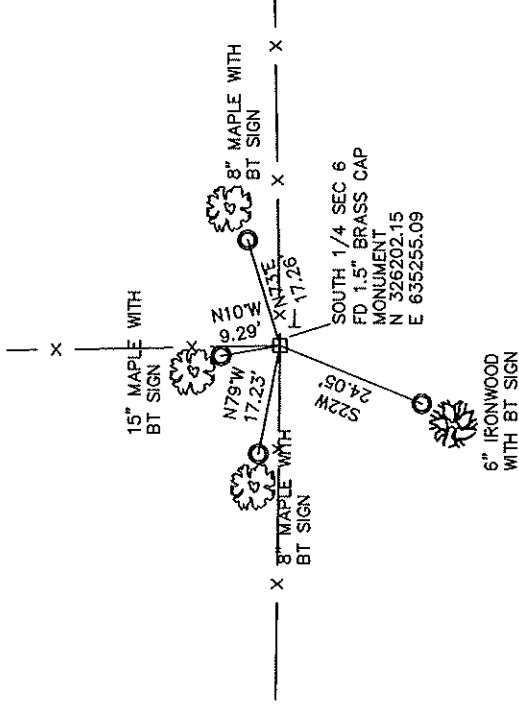 15" MAPLE WITH
BT SIGN
8" MAPLE WITH
BT SIGN
N10°W
9.29'
N79°W
17.23'
N73°E
17.26'
8" MAPLE WITH
BT SIGN
S22W
24.05'
SOUTH 1/4 SEC 6
FD 1.5" BRASS CAP
MONUMENT
N 326202.15
E 635255.09
6" IRONWOOD
WITH BT SIGN
X
X
X
X
X
X
X